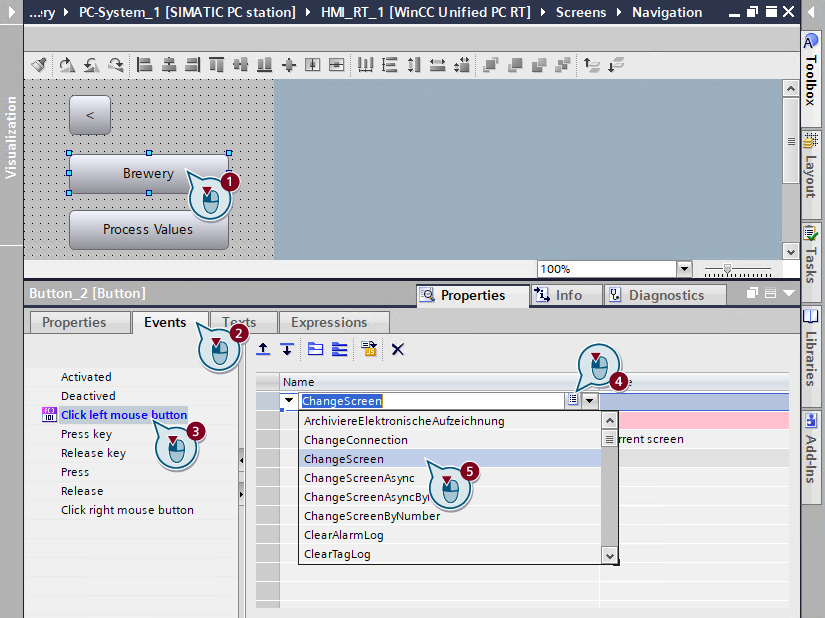 ...ry ▸ PC-System_1 [SIMATIC PC station] ▸ HMI_RT_1 [WinCC Unified PC RT] ▸ Screens ▸ Navigation
Visualization
<
Brewery
1
Process Values
100%
Toolbox
Layout
Tasks
Libraries
Add-Ins
Button_2 [Button]
Properties
Info
Diagnostics
Properties
Events
2
Texts
Expressions
Activated
Deactived
Click left mouse button
3
Press key
Release key
Press
Release
Click right mouse button
Name
4
ChangeScreen
ArchiviereElektronischeAufzeichnung
ChangeConnection
rrent screen
ChangeScreen
5
ChangeScreenAsync
ChangeScreenByNumber
ClearAlarmLog
ClearTagLog